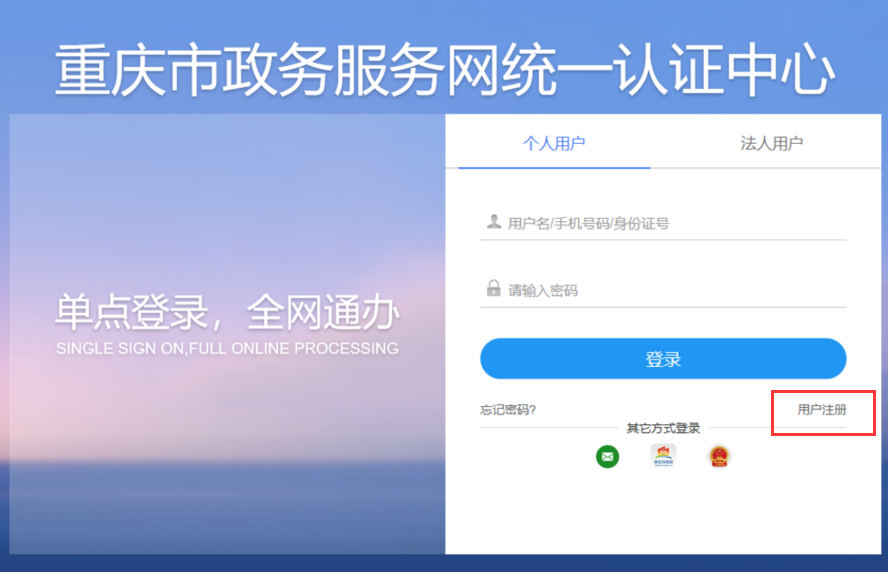 重庆市政务服务网统一认证中心
单点登录，全网通办
SINGLE SIGN ON,FULL ONLINE PROCESSING
个人用户
法人用户
用户名/手机号码/身份证号
请输入密码
登录
忘记密码?
用户注册
其它方式登录